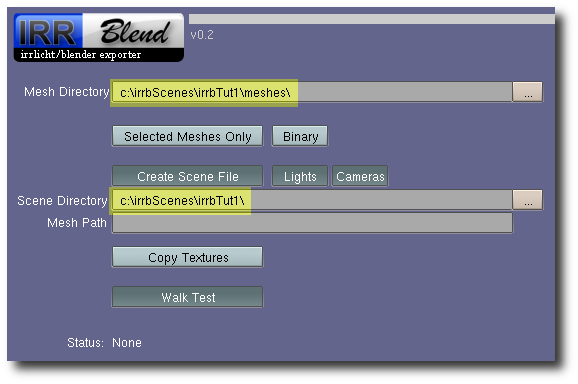 IRR Blend
irrlicht/blender exporter
v0.2
Mesh Directory c:\irrbScenes\irrbTut1\meshes\ ...
Selected Meshes Only Binary
Create Scene File Lights Cameras
Scene Directory c:\irrbScenes\irrbTut1\ ...
Mesh Path
Copy Textures
Walk Test
Status: None